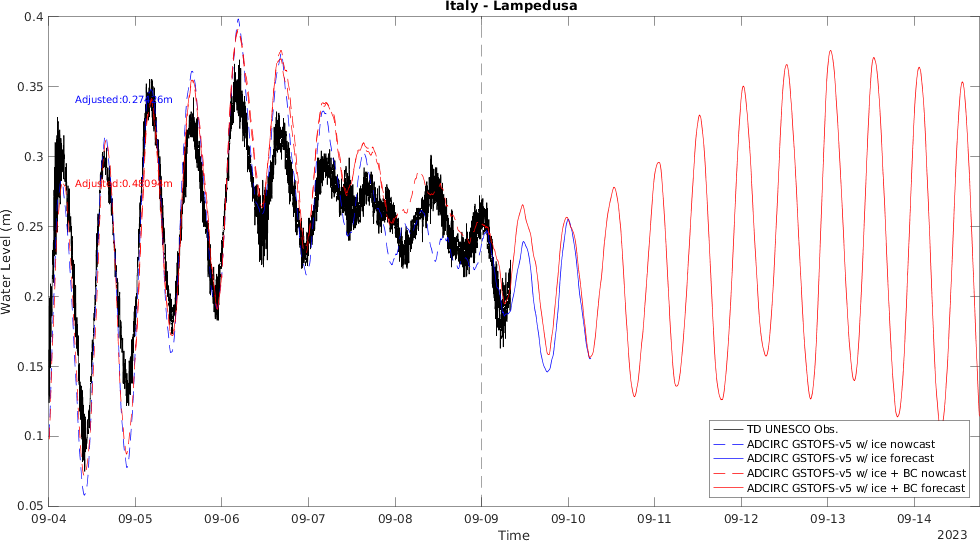 Italy - Lampedusa
0.4
0.35
0.3
0.25
0.2
0.15
0.1
0.05
Water Level (m)
Adjusted:0.27426m
Adjusted:0.48094m
TD UNESCO Obs.
ADCIRC GSTOFS-v5 w/ ice nowcast
ADCIRC GSTOFS-v5 w/ ice forecast
ADCIRC GSTOFS-v5 w/ ice + BC nowcast
ADCIRC GSTOFS-v5 w/ ice + BC forecast
09-04 09-05 09-06 09-07 09-08 09-09 09-10 09-11 09-12 09-13 09-14
Time
2023